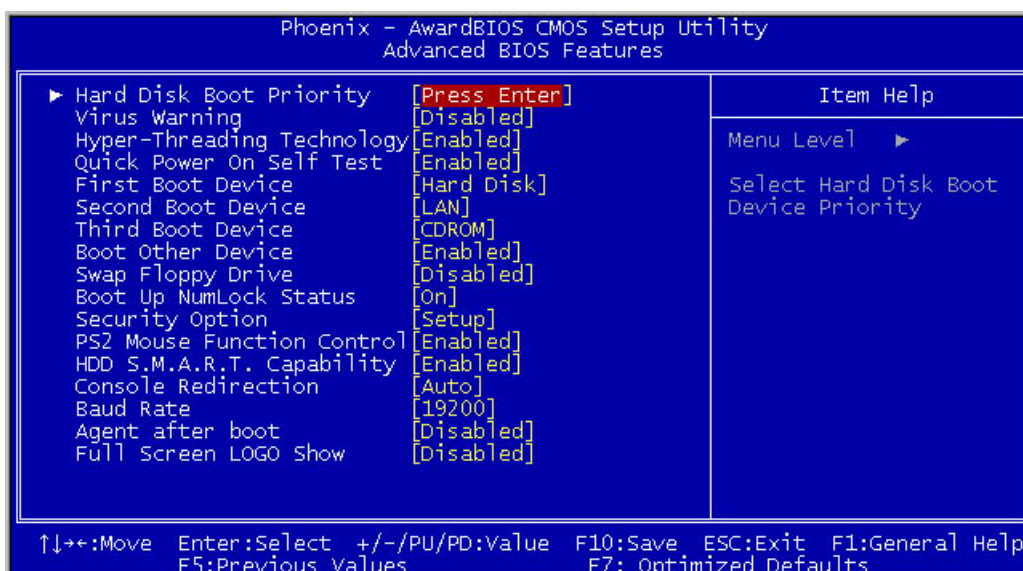 Phoenix - AwardBIOS CMOS Setup Utility
Advanced BIOS Features
► Hard Disk Boot Priority [Press Enter]
Virus Warning [Disabled]
Hyper-Threading Technology[Enabled]
Quick Power On Self Test [Enabled]
First Boot Device [Hard Disk]
Second Boot Device [LAN]
Third Boot Device [CDROM]
Boot Other Device [Enabled]
Swap Floppy Drive [Disabled]
Boot Up NumLock Status [On]
Security Option [Setup]
PS2 Mouse Function Control[Enabled]
HDD S.M.A.R.T. Capability [Enabled]
Console Redirection [Auto]
Baud Rate [19200]
Agent after boot [Disabled]
Full Screen LOGO Show [Disabled]
Item Help
Menu Level ►
Select Hard Disk Boot
Device Priority
↑↓→←:Move Enter:Select +/-/PU/PD:Value F10:Save ESC:Exit F1:General Help
F5:Previous Values F7: Optimized Defaults